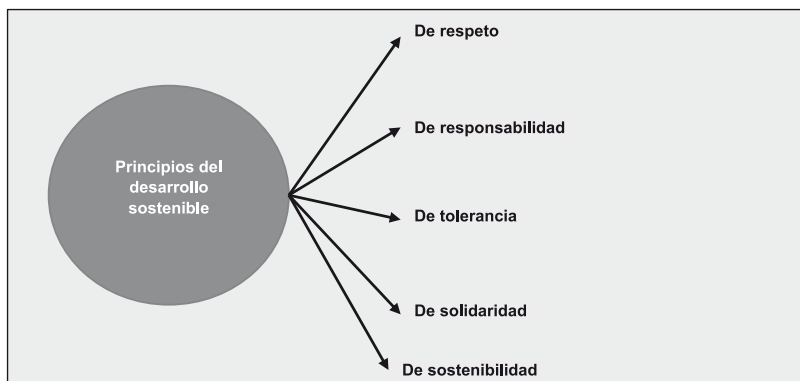 Principios del
desarrollo
sostenible
De respeto
De responsabilidad
De tolerancia
De solidaridad
De sostenibilidad